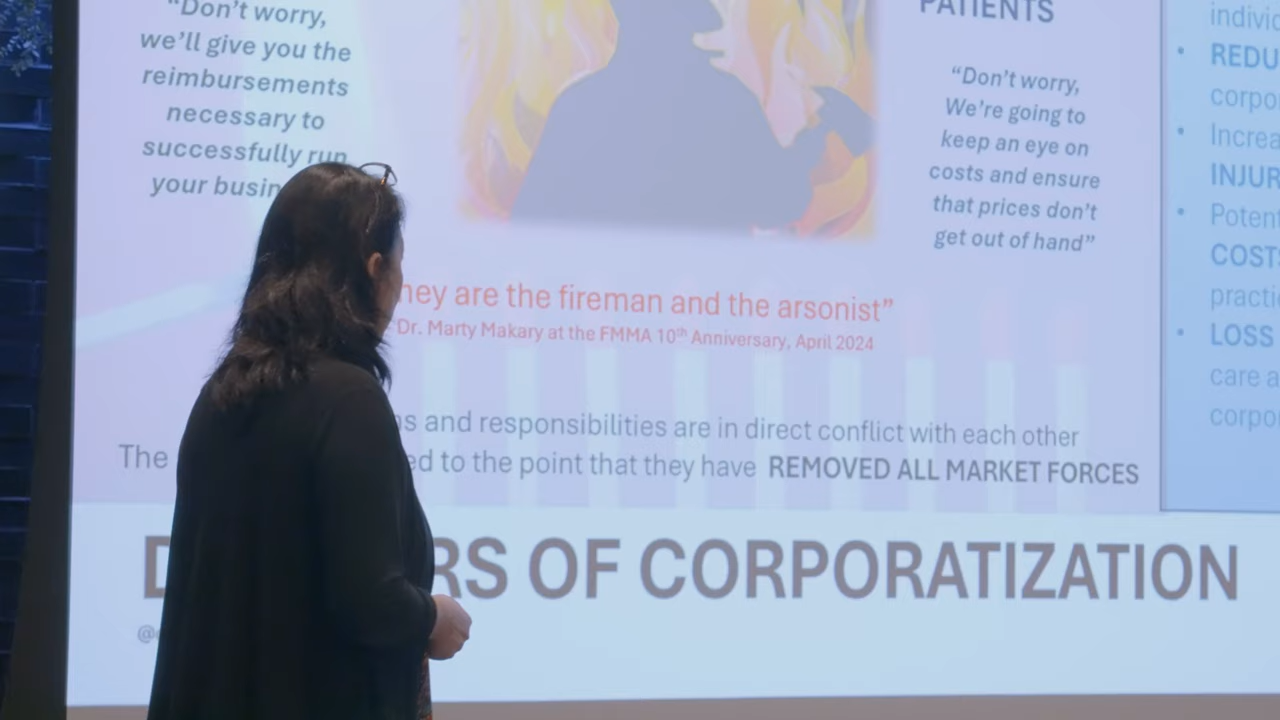 “Don’t worry,
we’ll give you the
reimbursements
necessary to
successfully run
your busin
PATIENTS
“Don’t worry,
We’re going to
keep an eye on
costs and ensure
that prices don’t
get out of hand”
hey are the fireman and the arsonist”
Dr. Marty Makary at the FMMA 10th Anniversary, April 2024
s and responsibilities are in direct conflict with each other
The ed to the point that they have REMOVED ALL MARKET FORCES
indivi
• REDU
corpo
• Increa
INJUR
• Poten
COSTS
practi
• LOSS
care a
corpo
D RS OF CORPORATIZATION
@